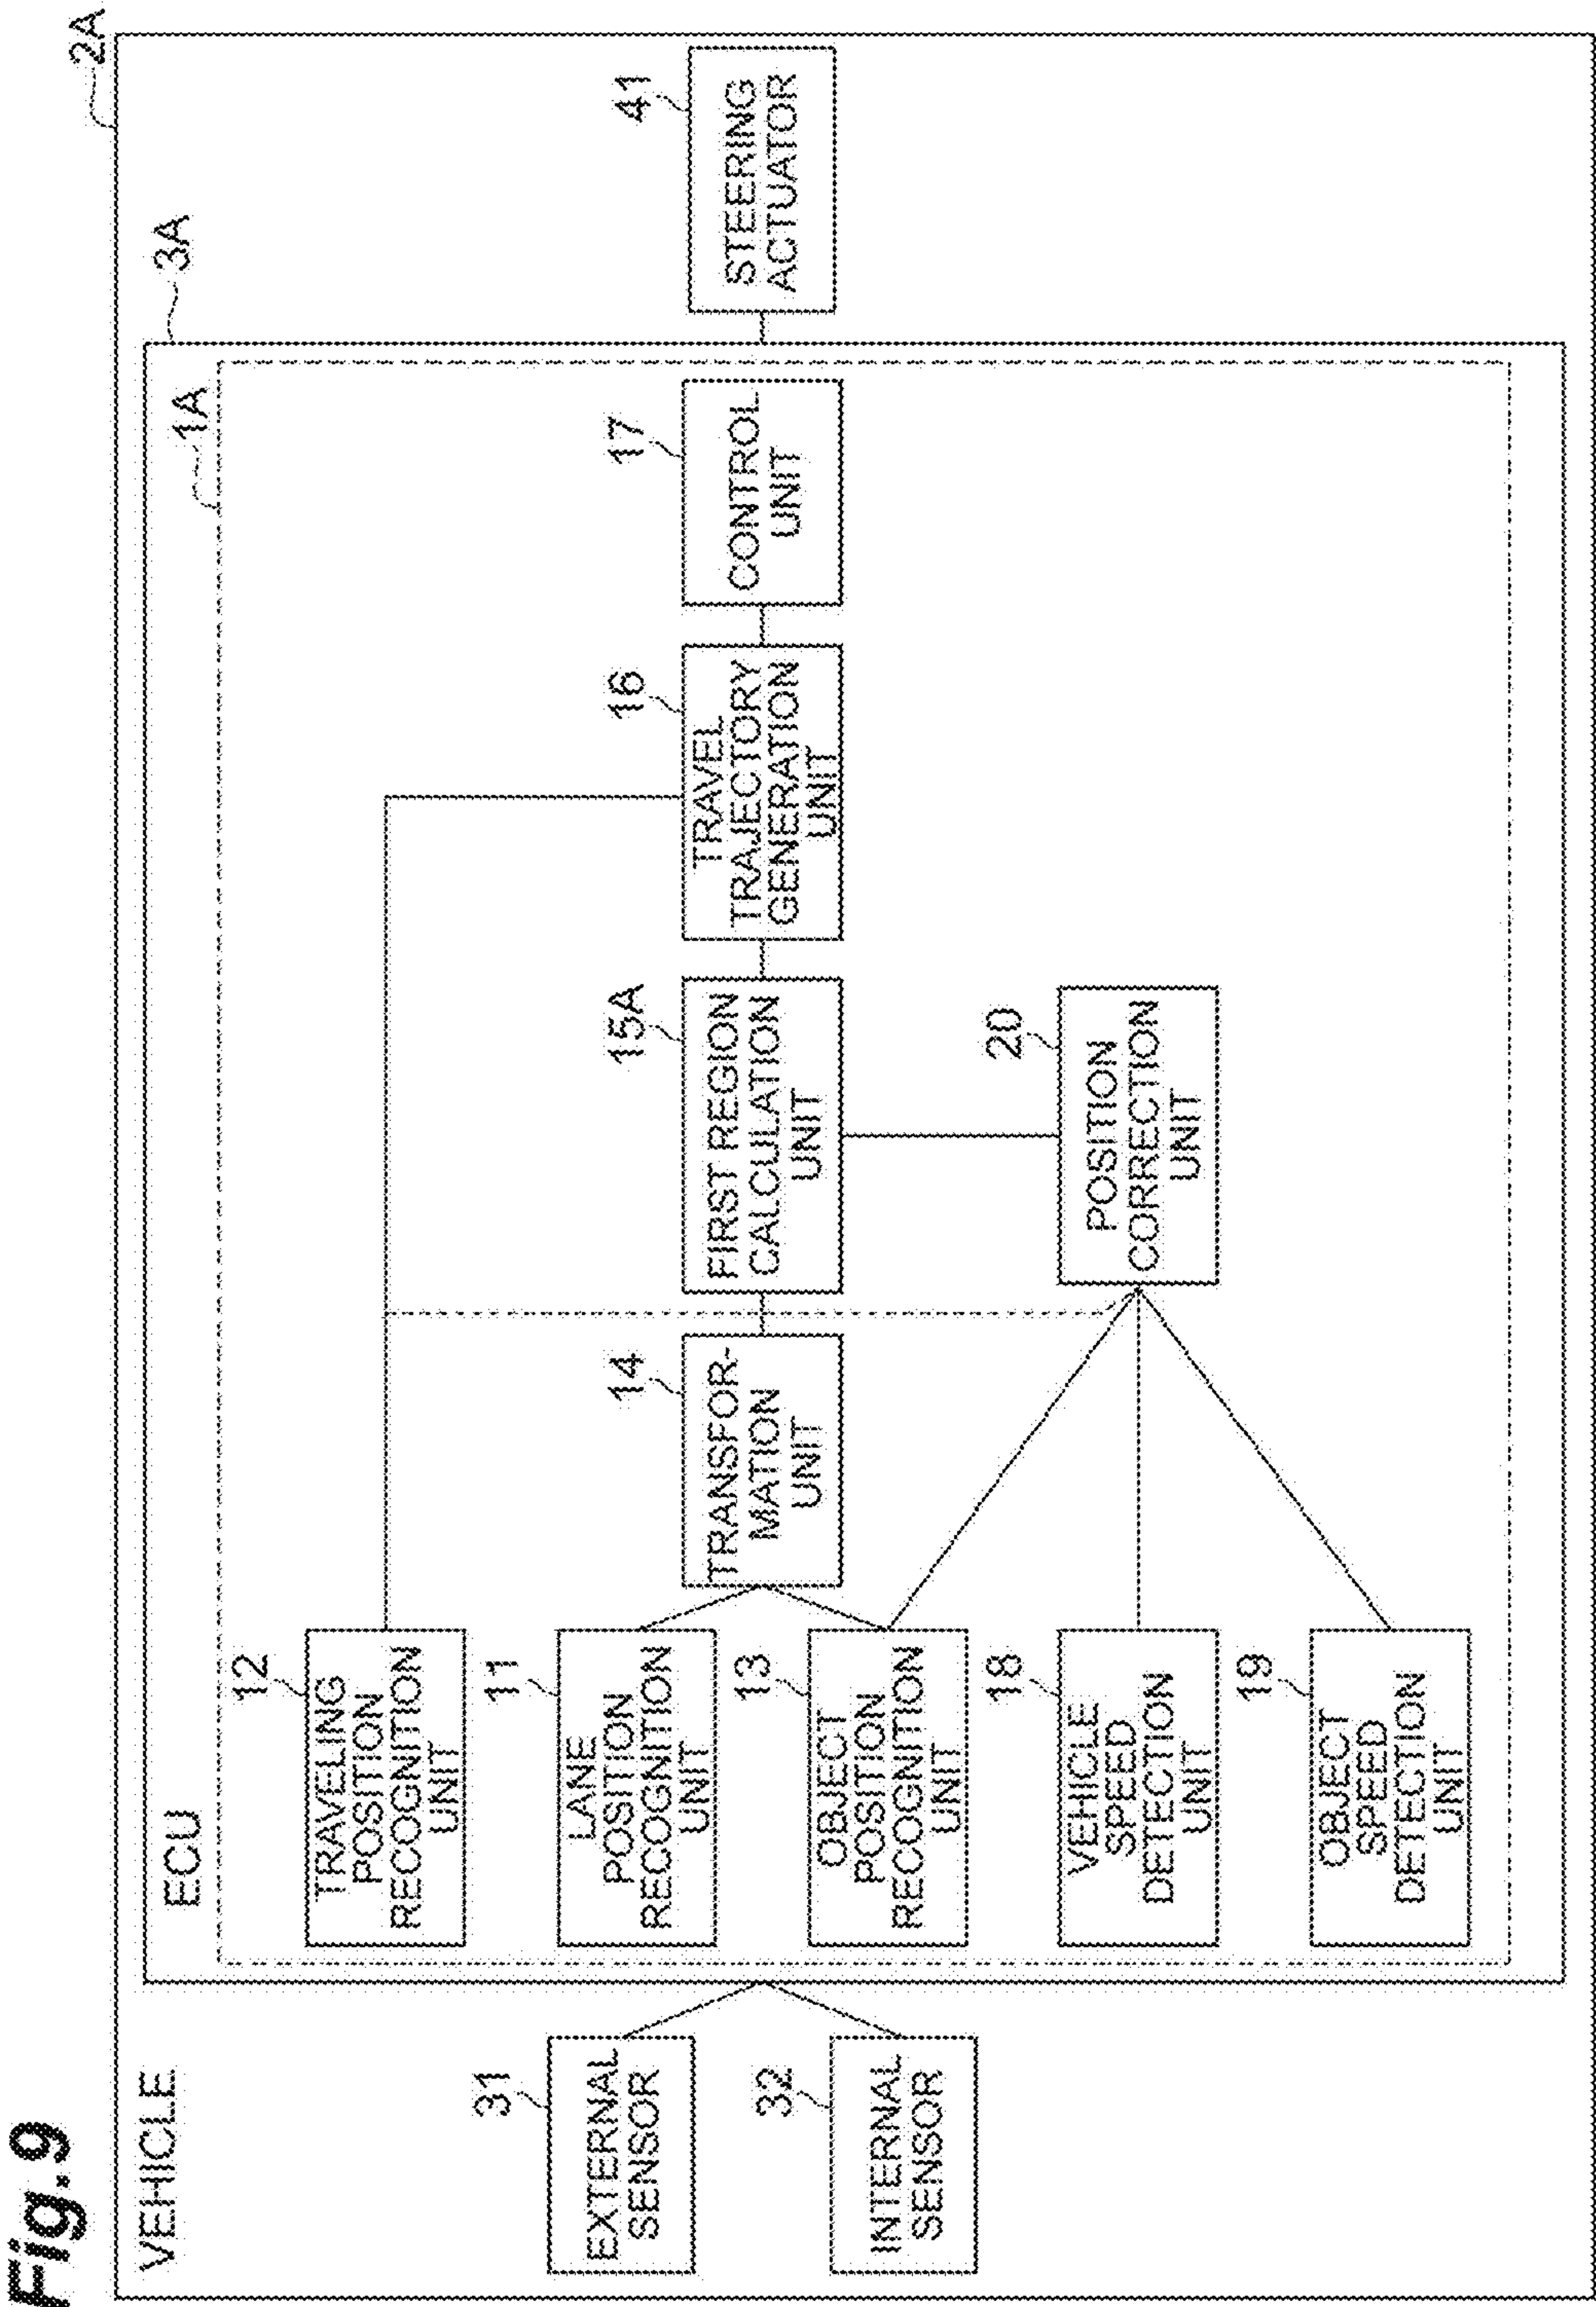 Fig.9
2A
VEHICLE
3A
ECU
1A
31
EXTERNAL
SENSOR
32
INTERNAL
SENSOR
12
TRAVELING
POSITION
RECOGNITION
UNIT
11
LANE
POSITION
RECOGNITION
UNIT
13
OBJECT
POSITION
RECOGNITION
UNIT
18
VEHICLE
SPEED
DETECTION
UNIT
19
OBJECT
SPEED
DETECTION
UNIT
14
TRANSFOR-
MATION
UNIT
15A
FIRST REGION
CALCULATION
UNIT
20
POSITION
CORRECTION
UNIT
16
TRAVEL
TRAJECTORY
GENERATION
UNIT
17
CONTROL
UNIT
41
STEERING
ACTUATOR